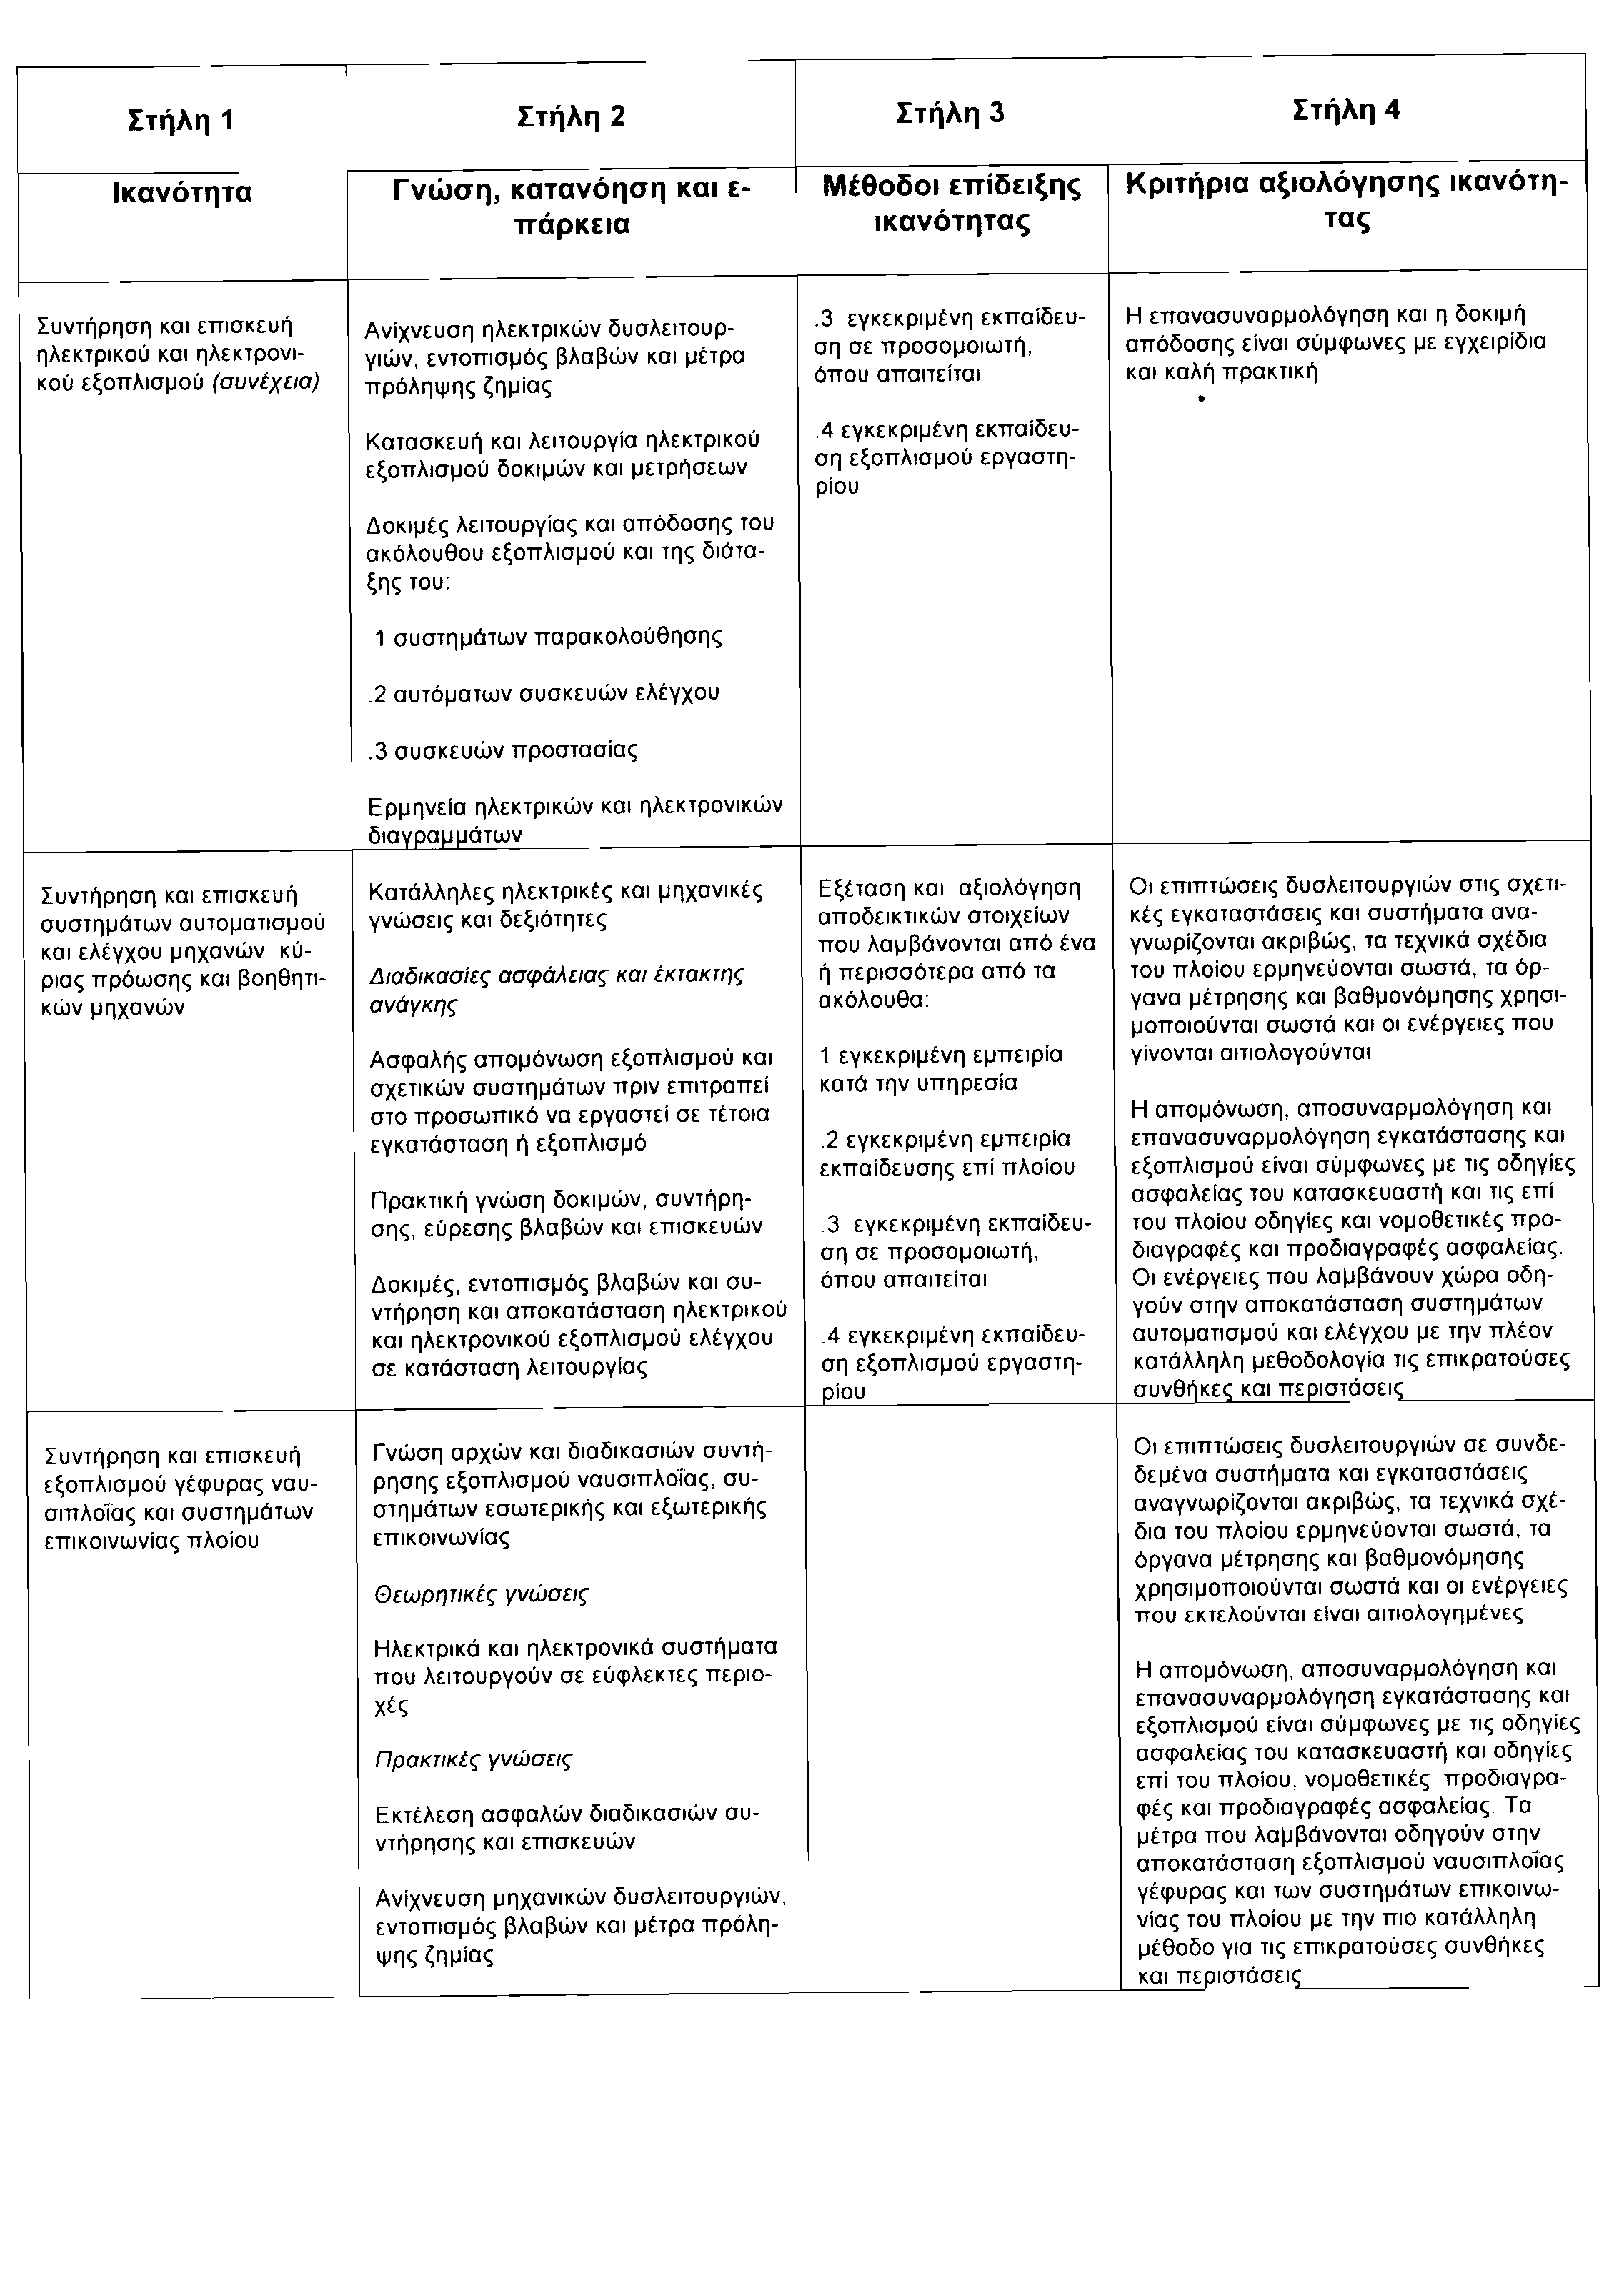 Στήλη 1
Στήλη 2
Στήλη 3
Στήλη 4
Ικανότητα
Γνώση, κατανόηση και ε-
πάρκεια
Μέθοδοι επίδειξης
ικανότητας
Κριτήρια αξιολόγησης ικανότη-
τας
Συντήρηση και επισκευή
ηλεκτρικού και ηλεκτρονι-
κού εξοπλισμού (συνέχεια)
Ανίχνευση ηλεκτρικών δυσλειτουρ-
γιών, εντοπισμός βλαβών και μέτρα
πρόληψης ζημίας
Κατασκευή και λειτουργία ηλεκτρικού
εξοπλισμού δοκιμών και μετρήσεων
Δοκιμές λειτουργίας και απόδοσης του
ακόλουθου εξοπλισμού και της διάτα-
ξης του:
1 συστημάτων παρακολούθησης
.2 αυτόματων συσκευών ελέγχου
.3 συσκευών προστασίας
Ερμηνεία ηλεκτρικών και ηλεκτρονικών
διαγραμμάτων
.3 εγκεκριμένη εκπαίδευ-
ση σε προσομοιωτή,
όπου απαιτείται
.4 εγκεκριμένη εκπαίδευ-
ση εξοπλισμού εργαστη-
ρίου
Η επανασυναρμολόγηση και η δοκιμή
απόδοσης είναι σύμφωνες με εγχειρίδια
και καλή πρακτική
Συντήρηση και επισκευή
συστημάτων αυτοματισμού
και ελέγχου μηχανών κύ-
ριας πρόωσης και βοηθητι-
κών μηχανών
Κατάλληλες ηλεκτρικές και μηχανικές
γνώσεις και δεξιότητες
Διαδικασίες ασφάλειας και έκτακτης
ανάγκης
Ασφαλής απομόνωση εξοπλισμού και
σχετικών συστημάτων πριν επιτραπεί
στο προσωπικό να εργαστεί σε τέτοια
εγκατάσταση ή εξοπλισμό
Πρακτική γνώση δοκιμών, συντήρη-
σης, εύρεσης βλαβών και επισκευών
Δοκιμές, εντοπισμός βλαβών και συ-
ντήρηση και αποκατάσταση ηλεκτρικού
και ηλεκτρονικού εξοπλισμού ελέγχου
σε κατάσταση λειτουργίας
Εξέταση και αξιολόγηση
αποδεικτικών στοιχείων
που λαμβάνονται από ένα
ή περισσότερα από τα
ακόλουθα:
1 εγκεκριμένη εμπειρία
κατά την υπηρεσία
.2 εγκεκριμένη εμπειρία
εκπαίδευσης επί πλοίου
.3 εγκεκριμένη εκπαίδευ-
ση σε προσομοιωτή,
όπου απαιτείται
.4 εγκεκριμένη εκπαίδευ-
ση εξοπλισμού εργαστη-
ρίου
Οι επιπτώσεις δυσλειτουργιών στις σχετι-
κές εγκαταστάσεις και συστήματα ανα-
γνωρίζονται ακριβώς, τα τεχνικά σχέδια
του πλοίου ερμηνεύονται σωστά, τα όρ-
γανα μέτρησης και βαθμονόμησης χρησι-
μοποιούνται σωστά και οι ενέργειες που
γίνονται αιτιολογούνται
Η απομόνωση, αποσυναρμολόγηση και
επανασυναρμολόγηση εγκατάστασης και
εξοπλισμού είναι σύμφωνες με τις οδηγίες
ασφαλείας του κατασκευαστή και τις επί
του πλοίου οδηγίες και νομοθετικές προ-
διαγραφές και προδιαγραφές ασφαλείας.
Οι ενέργειες που λαμβάνουν χώρα οδη-
γούν στην αποκατάσταση συστημάτων
αυτοματισμού και ελέγχου με την πλέον
κατάλληλη μεθοδολογία τις επικρατούσες
συνθήκες και περιστάσεις
Συντήρηση και επισκευή
εξοπλισμού γέφυρας ναυ-
σιπλοΐας και συστημάτων
επικοινωνίας πλοίου
Γνώση αρχών και διαδικασιών συντή-
ρησης εξοπλισμού ναυσιπλοΐας, συ-
στημάτων εσωτερικής και εξωτερικής
επικοινωνίας
Θεωρητικές γνώσεις
Ηλεκτρικά και ηλεκτρονικά συστήματα
που λειτουργούν σε εύφλεκτες περιο-
χές
Πρακτικές γνώσεις
Εκτέλεση ασφαλών διαδικασιών συ-
ντήρησης και επισκευών
Ανίχνευση μηχανικών δυσλειτουργιών,
εντοπισμός βλαβών και μέτρα πρόλη-
ψης ζημίας
Οι επιπτώσεις δυσλειτουργιών σε συνδε-
δεμένα συστήματα και εγκαταστάσεις
αναγνωρίζονται ακριβώς, τα τεχνικά σχέ-
δια του πλοίου ερμηνεύονται σωστά, τα
όργανα μέτρησης και βαθμονόμησης
χρησιμοποιούνται σωστά και οι ενέργειες
που εκτελούνται είναι αιτιολογημένες
Η απομόνωση, αποσυναρμολόγηση και
επανασυναρμολόγηση εγκατάστασης και
εξοπλισμού είναι σύμφωνες με τις οδηγίες
ασφαλείας του κατασκευαστή και οδηγίες
επί του πλοίου, νομοθετικές προδιαγρα-
φές και προδιαγραφές ασφαλείας. Τα
μέτρα που λαμβάνονται οδηγούν στην
αποκατάσταση εξοπλισμού ναυσιπλοΐας
γέφυρας και των συστημάτων επικοινω-
νίας του πλοίου με την πιο κατάλληλη
μέθοδο για τις επικρατούσες συνθήκες
και περιστάσεις